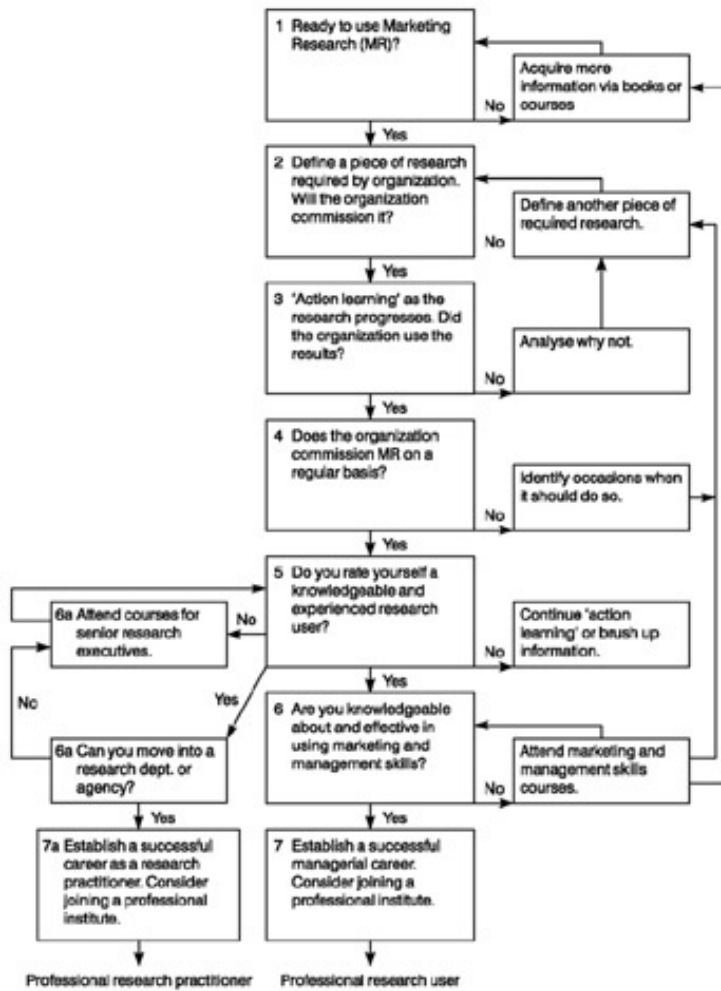 1 Ready to use Marketing
Research (MR)?
Acquire more
information via books or
courses
No
Yes
2 Define a piece of research
required by organization.
Will the organization
commission it?
Define another piece of
required research.
No
Yes
3 'Action learning' as the
research progresses. Did
the organization use the
results?
Analyse why not.
No
Yes
4 Does the organization
commission MR on a
regular basis?
Identify occasions when
it should do so.
No
Yes
5 Do you rate yourself a
knowledgeable and
experienced research
user?
6a Attend courses for
senior research
executives.
No
Continue 'action
learning' or brush up
information.
No
Yes
Yes
No
6 Are you knowledgeable
about and effective in
using marketing and
management skills?
6a Can you move into a
research dept. or
agency?
Attend marketing and
management skills
courses.
No
Yes
Yes
7a Establish a successful
career as a research
practitioner. Consider
joining a professional
institute.
7 Establish a successful
managerial career.
Consider joining a
professional institute.
Professional research practitioner
Professional research user